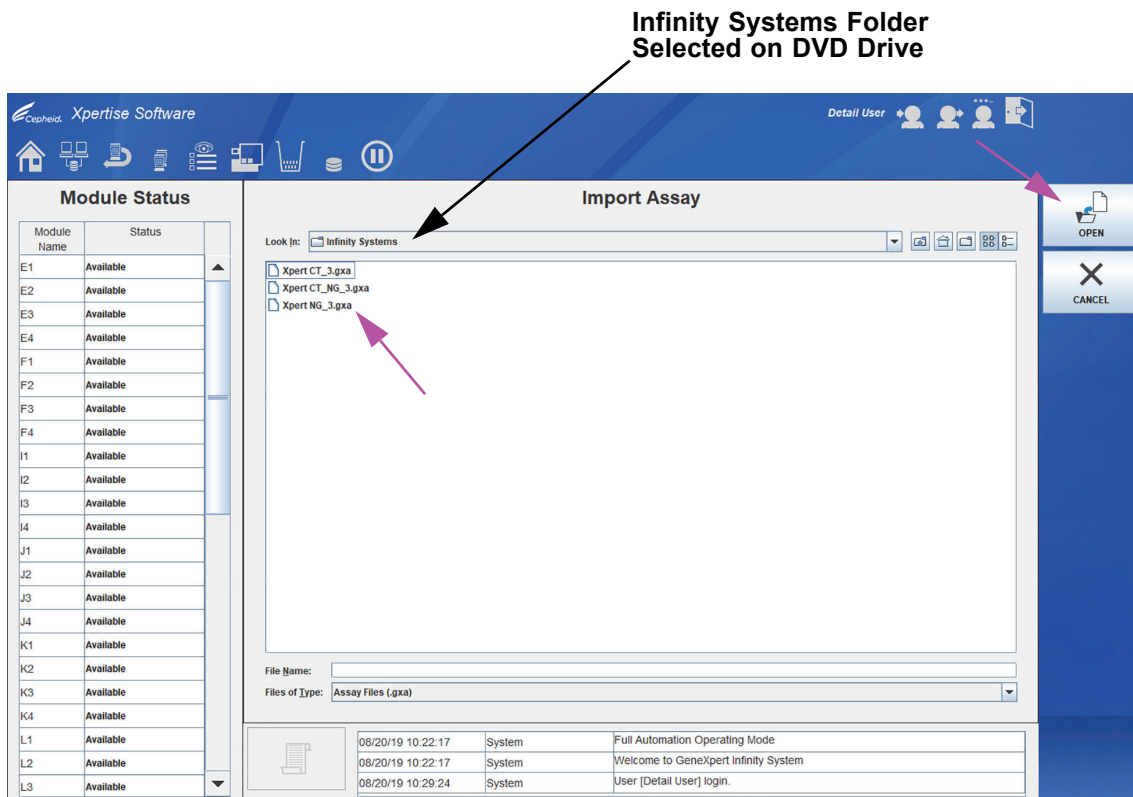 Infinity Systems Folder
Selected on DVD Drive
Cepheid. Xpertise Software
Detail User
Module Status
Module Name
Status
E1 Available
E2 Available
E3 Available
E4 Available
F1 Available
F2 Available
F3 Available
F4 Available
I1 Available
I2 Available
I3 Available
I4 Available
J1 Available
J2 Available
J3 Available
J4 Available
K1 Available
K2 Available
K3 Available
K4 Available
L1 Available
L2 Available
L3 Available
Import Assay
Look In: Infinity Systems
Xpert CT_3.gxa
Xpert CT_NG_3.gxa
Xpert NG_3.gxa
File Name:
Files of Type: Assay Files (.gxa)
08/20/19 10:22:17 System Full Automation Operating Mode
08/20/19 10:22:17 System Welcome to GeneXpert Infinity System
08/20/19 10:29:24 System User [Detail User] login.
OPEN
CANCEL